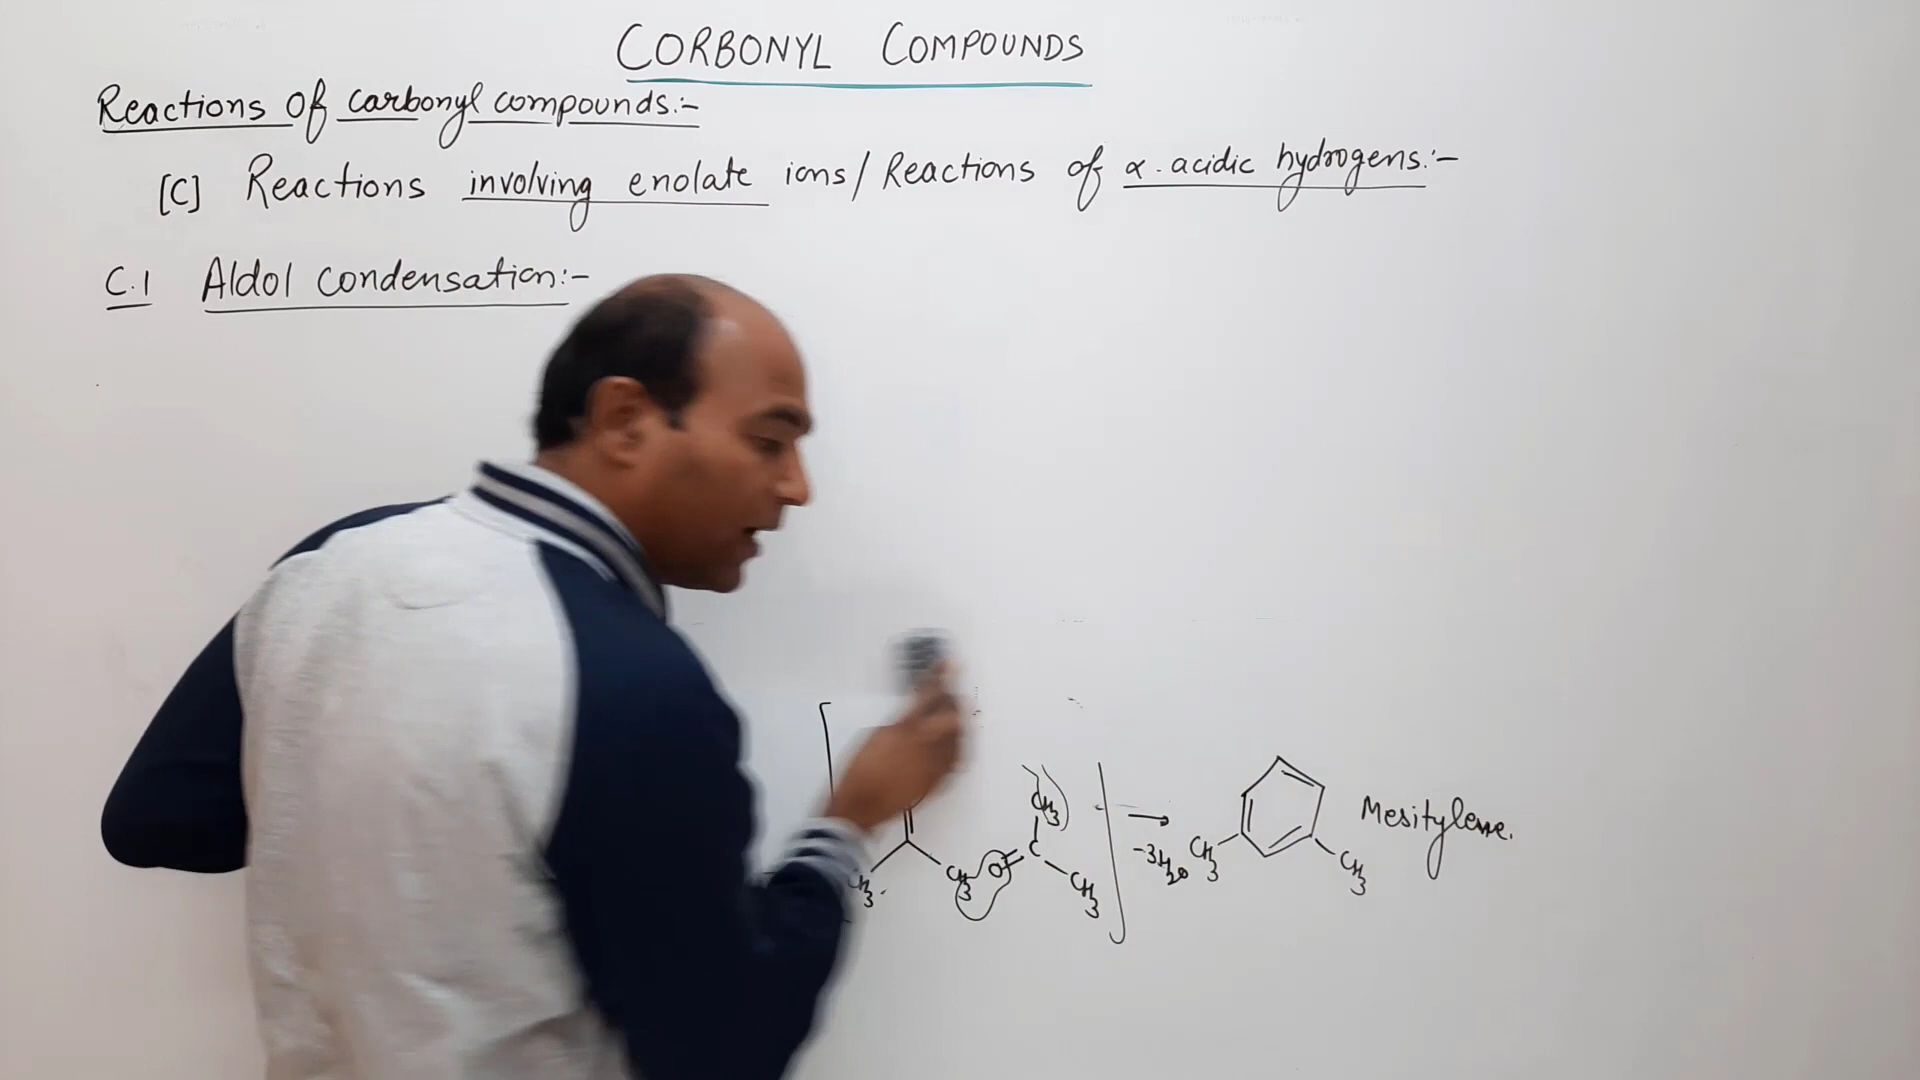 CORBONYL COMPOUNDS
Reactions Of carbonyl compounds:-
[C] Reactions involving enolate ions/Reactions of α-acidic hydrogens:-
C.1 Aldol condensation:-
CH3
C
CH3 CH3 O CH3
-3H2O
CH3 CH3
Mesitylene.